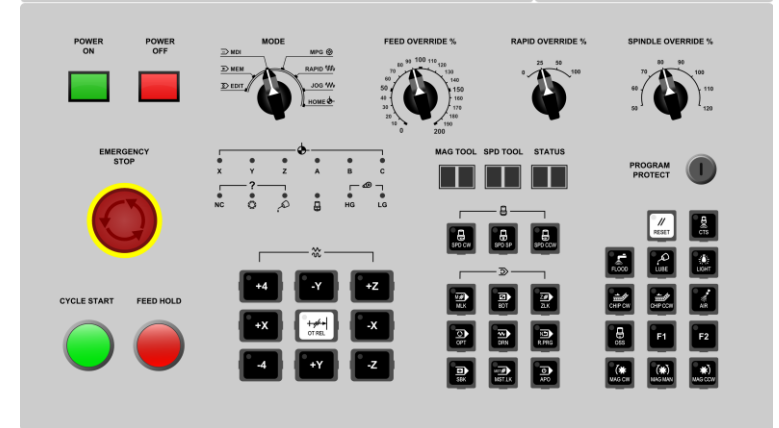 POWER
ON
POWER
OFF
MODE
MDI
MEM
EDIT
MPG
RAPID
JOG
HOME
FEED OVERRIDE %
0
10
20
30
40
50
60
70
80
90
100
110
120
130
140
150
160
170
180
190
200
RAPID OVERRIDE %
0
25
50
100
SPINDLE OVERRIDE %
50
60
70
80
90
100
110
120
EMERGENCY
STOP
X Y Z A B C
?
NC HG LG
MAG TOOL SPD TOOL STATUS
PROGRAM
PROTECT
SPD CW SPD SP SPD CCW
RESET CTS
FLOOD LUBE LIGHT
CHIP CW CHIP CCW AIR
OSS F1 F2
MAG CW MAG MAN MAG CCW
CYCLE START FEED HOLD
+4 -Y +Z
+X OT REL -X
-4 +Y -Z
MLK BDT ZLK
OPT DRN R.PRG
SBK MST.LK APO